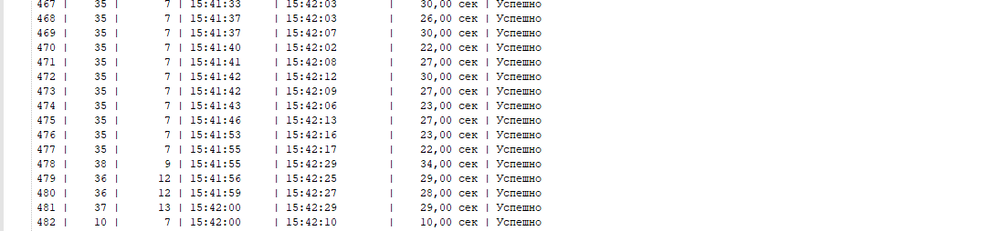 467 | 35 | 7 | 15:41:33 | 15:42:03 | 30,00 сек | Успешно
468 | 35 | 7 | 15:41:37 | 15:42:03 | 26,00 сек | Успешно
469 | 35 | 7 | 15:41:37 | 15:42:07 | 30,00 сек | Успешно
470 | 35 | 7 | 15:41:40 | 15:42:02 | 22,00 сек | Успешно
471 | 35 | 7 | 15:41:41 | 15:42:08 | 27,00 сек | Успешно
472 | 35 | 7 | 15:41:42 | 15:42:12 | 30,00 сек | Успешно
473 | 35 | 7 | 15:41:42 | 15:42:09 | 27,00 сек | Успешно
474 | 35 | 7 | 15:41:43 | 15:42:06 | 23,00 сек | Успешно
475 | 35 | 7 | 15:41:46 | 15:42:13 | 27,00 сек | Успешно
476 | 35 | 7 | 15:41:53 | 15:42:16 | 23,00 сек | Успешно
477 | 35 | 7 | 15:41:55 | 15:42:17 | 22,00 сек | Успешно
478 | 38 | 9 | 15:41:55 | 15:42:29 | 34,00 сек | Успешно
479 | 36 | 12 | 15:41:56 | 15:42:25 | 29,00 сек | Успешно
480 | 36 | 12 | 15:41:59 | 15:42:27 | 28,00 сек | Успешно
481 | 37 | 13 | 15:42:00 | 15:42:29 | 29,00 сек | Успешно
482 | 10 | 7 | 15:42:00 | 15:42:10 | 10,00 сек | Успешно